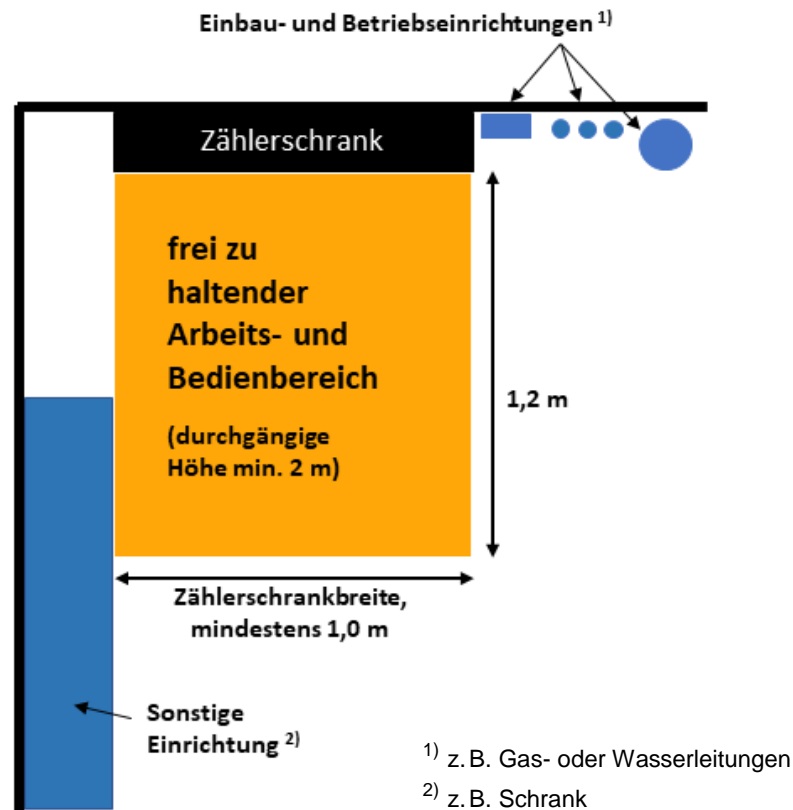 Einbau- und Betriebseinrichtungen 1)
Zählerschrank
frei zu
haltender
Arbeits- und
Bedienbereich
(durchgängige
Höhe min. 2 m)
1,2 m
Zählerschrankbreite,
mindestens 1,0 m
Sonstige
Einrichtung 2)
1) z.B. Gas- oder Wasserleitungen
2) z.B. Schrank